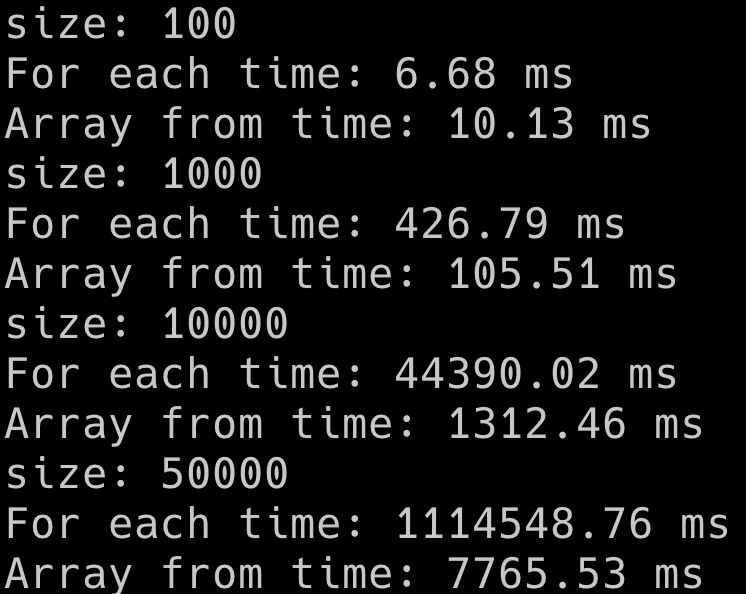 size: 100
For each time: 6.68 ms
Array from time: 10.13 ms
size: 1000
For each time: 426.79 ms
Array from time: 105.51 ms
size: 10000
For each time: 44390.02 ms
Array from time: 1312.46 ms
size: 50000
For each time: 1114548.76 ms
Array from time: 7765.53 ms